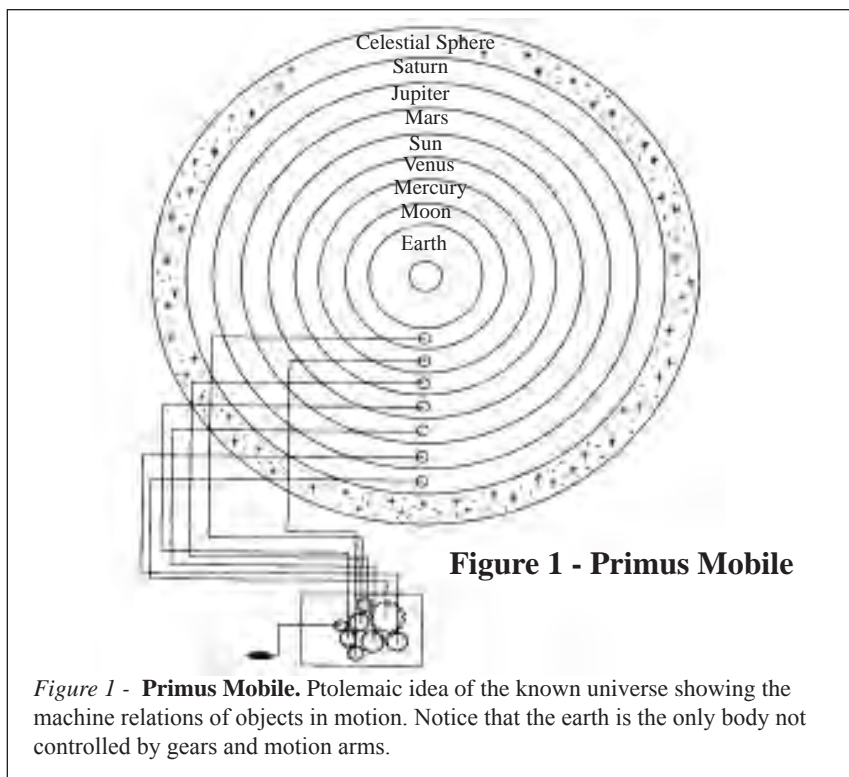 Celestial Sphere
Saturn
Jupiter
Mars
Sun
Venus
Mercury
Moon
Earth
Figure 1 - Primus Mobile
Figure 1 - Primus Mobile. Ptolemaic idea of the known universe showing the
machine relations of objects in motion. Notice that the earth is the only body not
controlled by gears and motion arms.